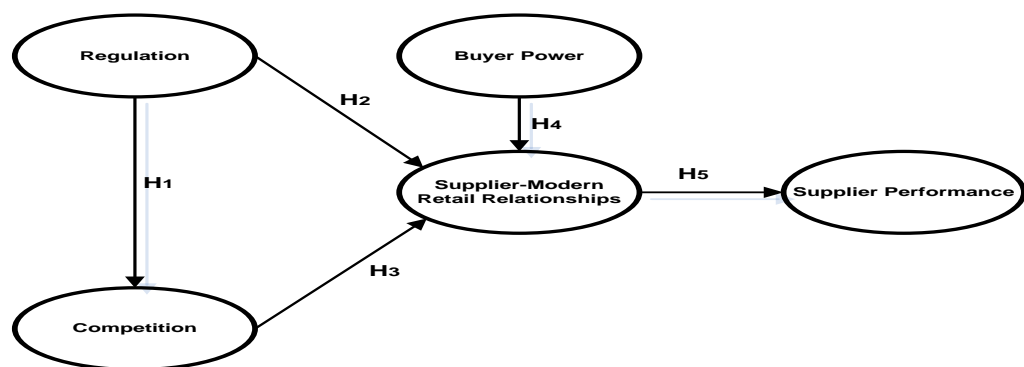 Regulation
Buyer Power
H2
H4
H1
Supplier-Modern
Retail Relationships
H5
Supplier Performance
H3
Competition